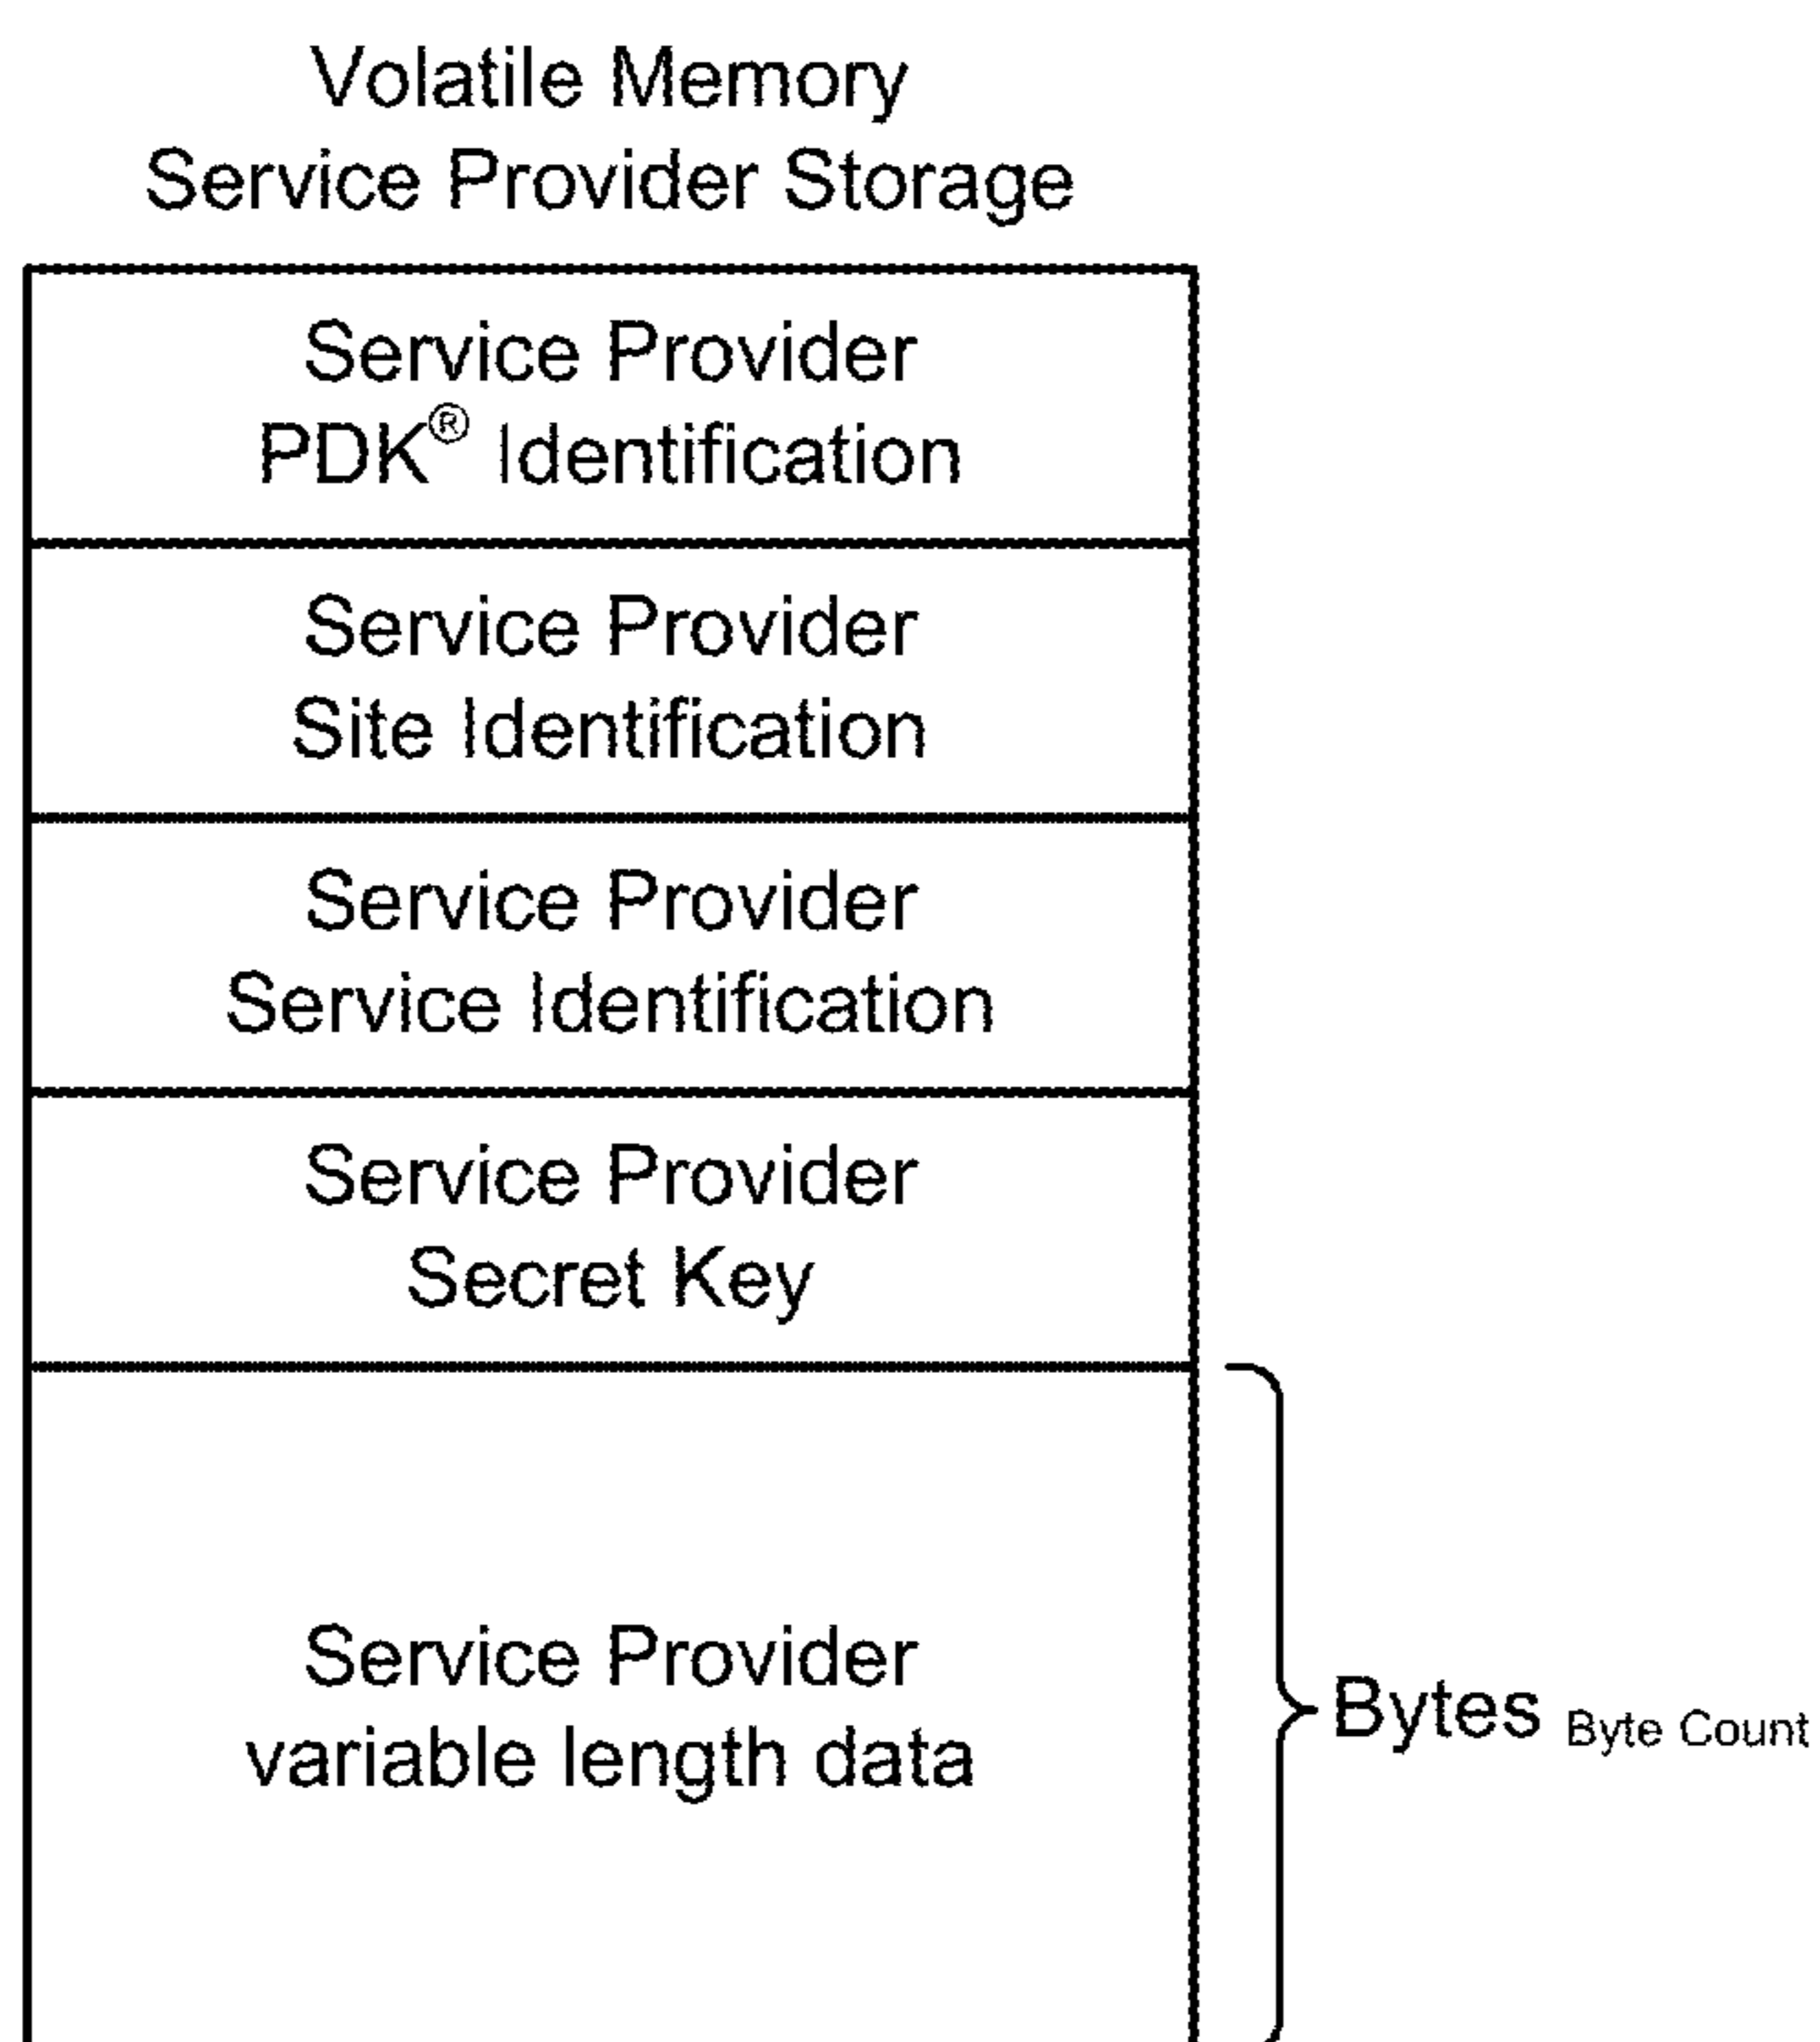 Volatile Memory
Service Provider Storage
Service Provider
PDK® Identification
Service Provider
Site Identification
Service Provider
Service Identification
Service Provider
Secret Key
Service Provider
variable length data
Bytes Byte Count